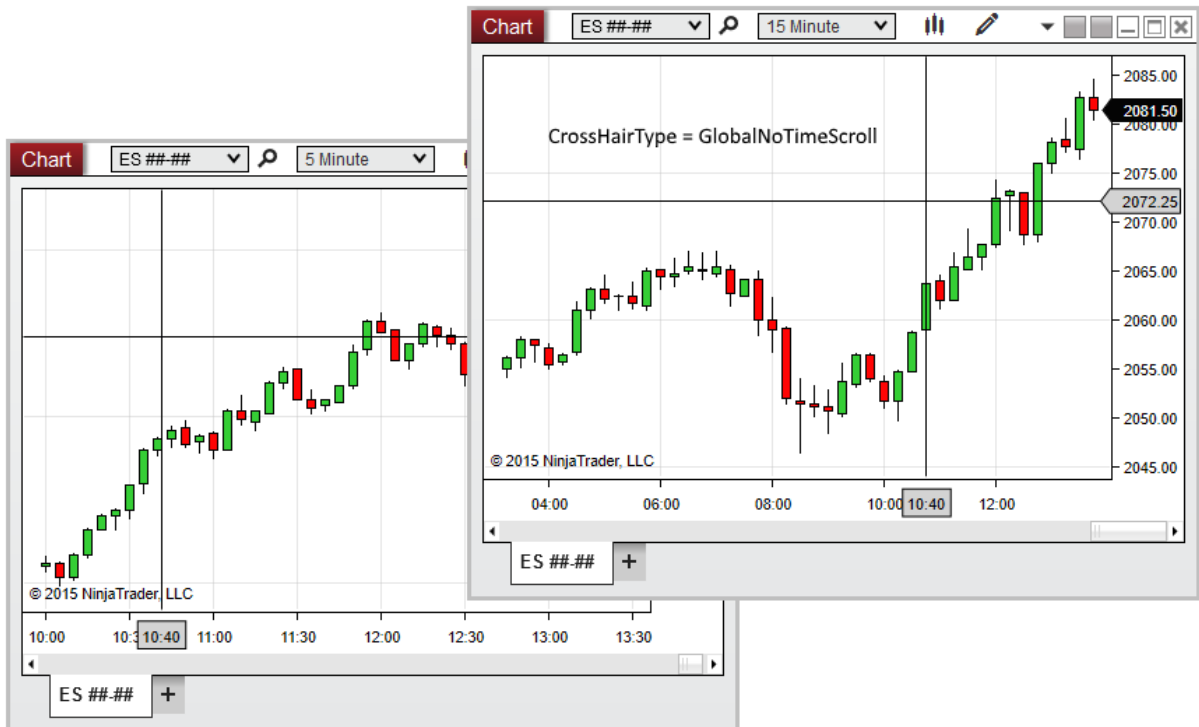 Chart ES ##-## 15 Minute
2085.00
2081.50
2080.00
CrossHairType = GlobalNoTimeScroll
2075.00
2072.25
2070.00
2065.00
2060.00
2055.00
2050.00
2045.00
© 2015 NinjaTrader, LLC
04:00 06:00 08:00 10:00 10:40 12:00
ES ##-## +
Chart ES ##-## 5 Minute
© 2015 NinjaTrader, LLC
10:00 10:3 10:40 11:00 11:30 12:00 12:30 13:00 13:30
ES ##-## +